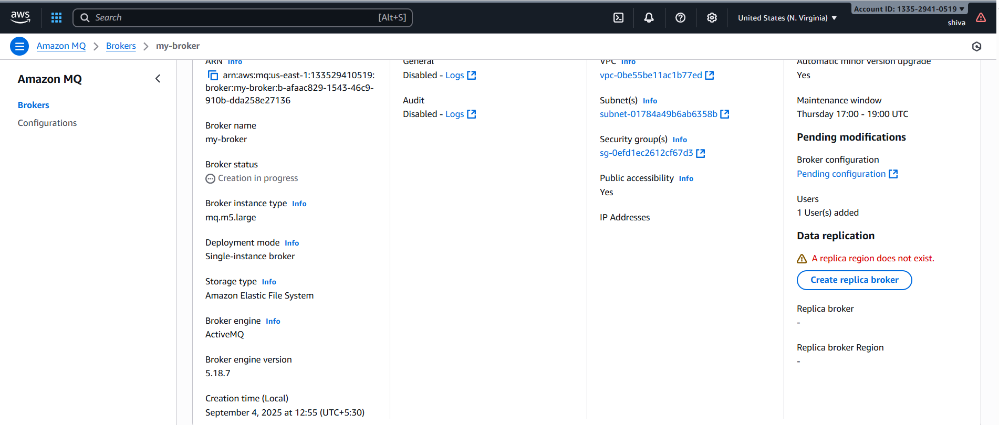 aws
Search
[Alt+S]
United States (N. Virginia)
Account ID: 1335-2941-0519
shiva
Amazon MQ
Brokers
my-broker
Amazon MQ
Brokers
Configurations
ARN Info
arn:aws:mq:us-east-1:133529410519:
broker:my-broker:b-afaac829-1543-46c9-
910b-dda258e27136
Broker name
my-broker
Broker status
Creation in progress
Broker instance type Info
mq.m5.large
Deployment mode Info
Single-instance broker
Storage type Info
Amazon Elastic File System
Broker engine Info
ActiveMQ
Broker engine version
5.18.7
Creation time (Local)
September 4, 2025 at 12:55 (UTC+5:30)
General
Disabled - Logs
Audit
Disabled - Logs
VPC Info
vpc-0be55be11ac1b77ed
Subnet(s) Info
subnet-01784a49b6ab6358b
Security group(s) Info
sg-0efd1ec2612cf67d3
Public accessibility Info
Yes
IP Addresses
Automatic minor version upgrade
Yes
Maintenance window
Thursday 17:00 - 19:00 UTC
Pending modifications
Broker configuration
Pending configuration
Users
1 User(s) added
Data replication
A replica region does not exist.
Create replica broker
Replica broker
-
Replica broker Region
-